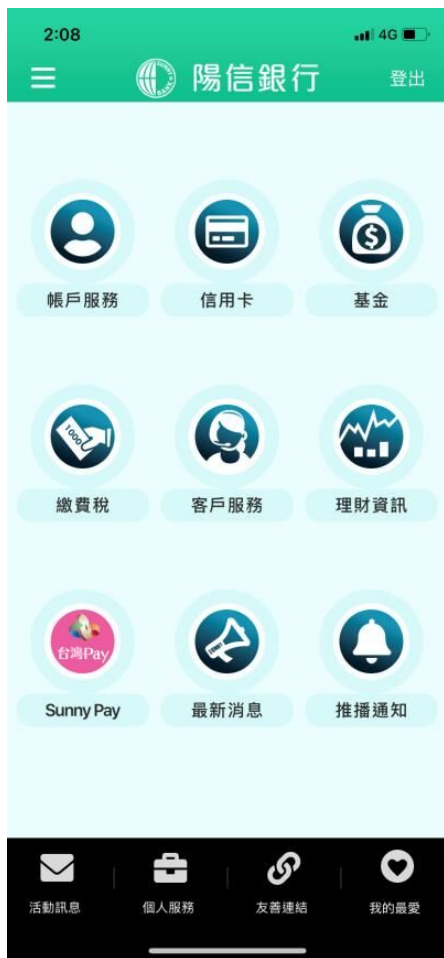 2:08 4G
陽信銀行 登出
帳戶服務 信用卡 基金
1000
繳費稅 客戶服務 理財資訊
台灣Pay
Sunny Pay 最新消息 推播通知
活動訊息 個人服務 友善連結 我的最愛